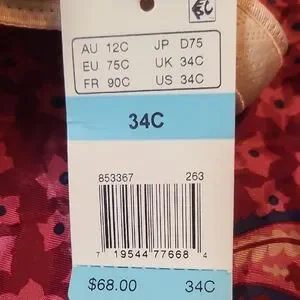 AU 12C JP D75
EU 75C UK 34C
FR 90C US 34C
34C
853367 263
7 19544 77668 4
$68.00 34C